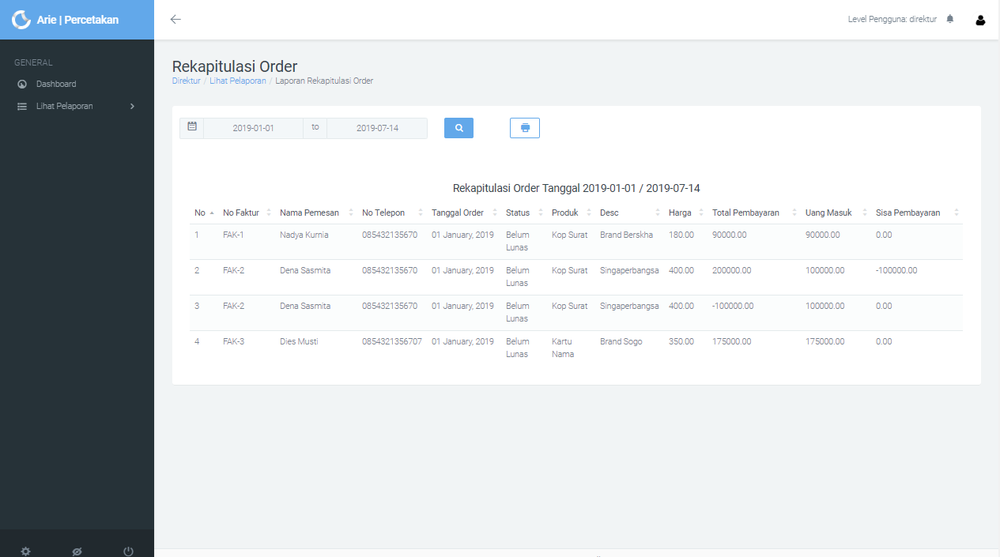 Arie | Percetakan
Level Pengguna: direktur
GENERAL
Dashboard
Lihat Pelaporan
Rekapitulasi Order
Direktur / Lihat Pelaporan / Laporan Rekapitulasi Order
2019-01-01 to 2019-07-14
Rekapitulasi Order Tanggal 2019-01-01 / 2019-07-14
No No Faktur Nama Pemesan No Telepon Tanggal Order Status Produk Desc Harga Total Pembayaran Uang Masuk Sisa Pembayaran
1 FAK-1 Nadya Kurnia 085432135670 01 January, 2019 Belum Kop Surat Brand Berskha 180.00 90000.00 90000.00 0.00
Lunas
2 FAK-2 Dena Sasmita 085432135670 01 January, 2019 Belum Kop Surat Singaperbangsa 400.00 200000.00 100000.00 -100000.00
Lunas
3 FAK-2 Dena Sasmita 085432135670 01 January, 2019 Belum Kop Surat Singaperbangsa 400.00 -100000.00 100000.00 0.00
Lunas
4 FAK-3 Dies Musti 0854321356707 01 January, 2019 Belum Kartu Brand Sogo 350.00 175000.00 175000.00 0.00
Lunas Nama